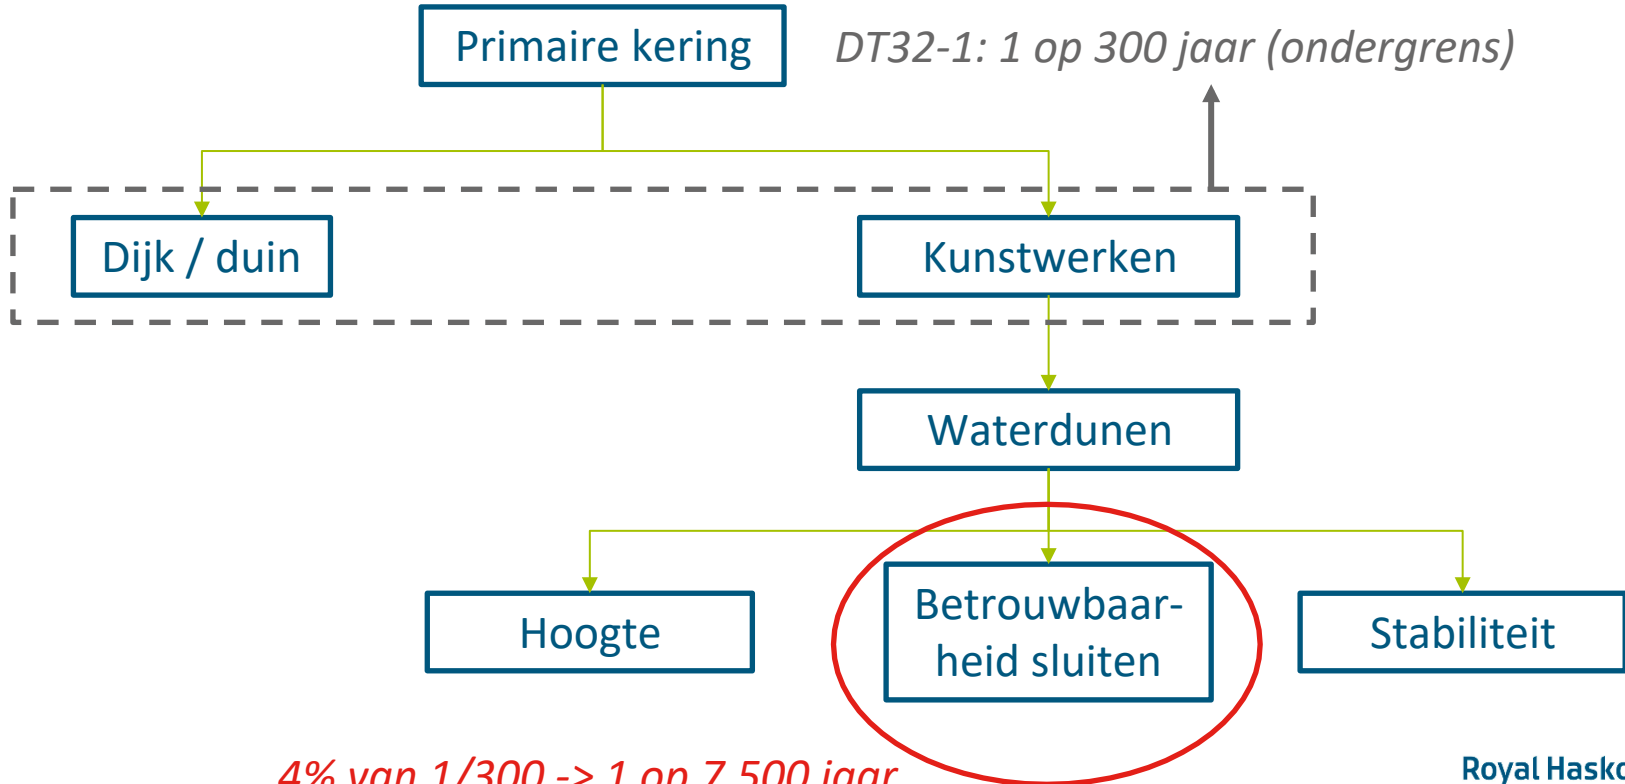 Primaire kering
DT32-1: 1 op 300 jaar (ondergrens)
Dijk / duin
Kunstwerken
Waterdunen
Hoogte
Betrouwbaar-
heid sluiten
Stabiliteit
4% van 1/300 -> 1 op 7.500 jaar
Royal